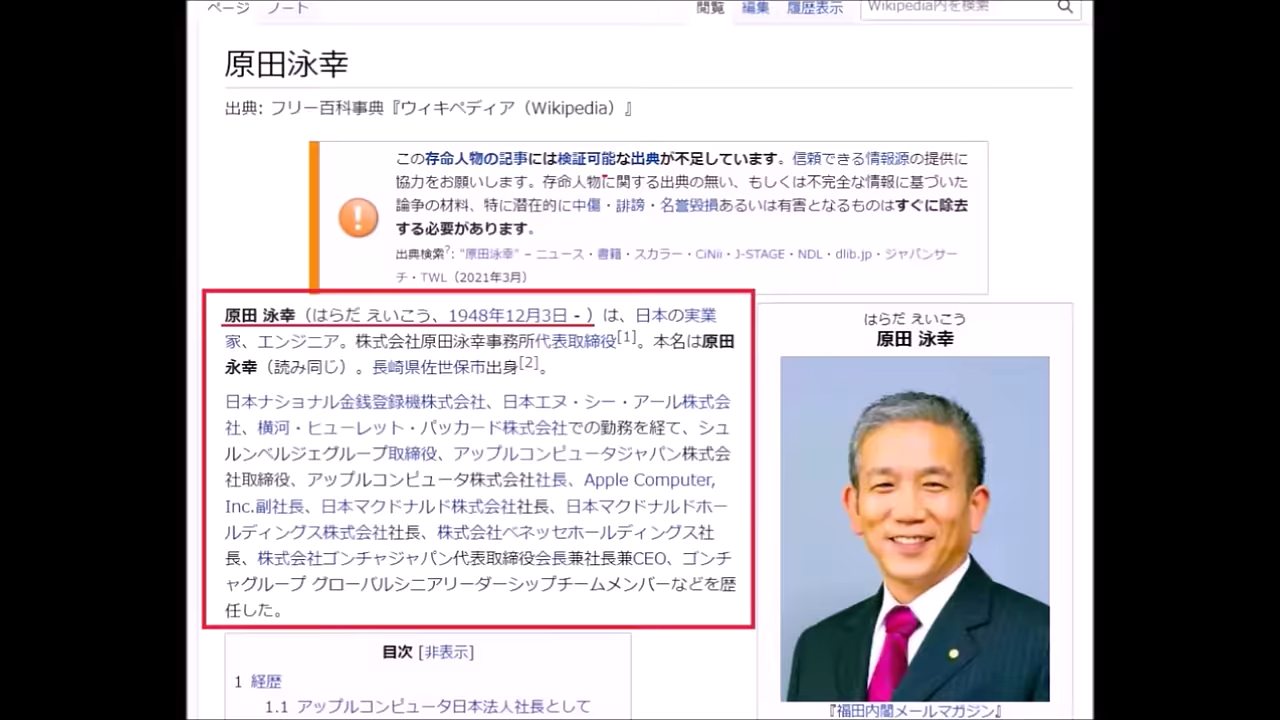 ページ ノート 閲覧 編集 履歴表示 Wikipedia内を検索
原田泳幸
出典: フリー百科事典『ウィキペディア（Wikipedia）』
この存命人物の記事には検証可能な出典が不足しています。信頼できる情報源の提供に
協力をお願いします。存命人物に関する出典の無い、もしくは不完全な情報に基づいた
論争の材料、特に潜在的に中傷・誹謗・名誉毀損あるいは有害となるものはすぐに除去
する必要があります。
出典検索?: "原田泳幸" – ニュース・書籍・スカラー・CiNii・J-STAGE・NDL・dlib.jp・ジャパンサー
チ・TWL（2021年3月）
原田 泳幸（はらだ えいこう、1948年12月3日 - ）は、日本の実業
家、エンジニア。株式会社原田泳幸事務所代表取締役[1]。本名は原田
永幸（読み同じ）。長崎県佐世保市出身[2]。
日本ナショナル金銭登録機株式会社、日本エヌ・シー・アール株式会
社、横河・ヒューレット・パッカード株式会社での勤務を経て、シュ
ルンベルジェグループ取締役、アップルコンピュータジャパン株式会
社取締役、アップルコンピュータ株式会社社長、Apple Computer,
Inc.副社長、日本マクドナルド株式会社社長、日本マクドナルドホー
ルディングス株式会社社長、株式会社ベネッセホールディングス社
長、株式会社ゴンチャジャパン代表取締役会長兼社長兼CEO、ゴンチ
ャグループ グローバルシニアリーダーシップチームメンバーなどを歴
任した。
はらだ えいこう
原田 泳幸
『福田内閣メールマガジン』
目次 [非表示]
1 経歴
1.1 アップルコンピュータ日本法人社長として